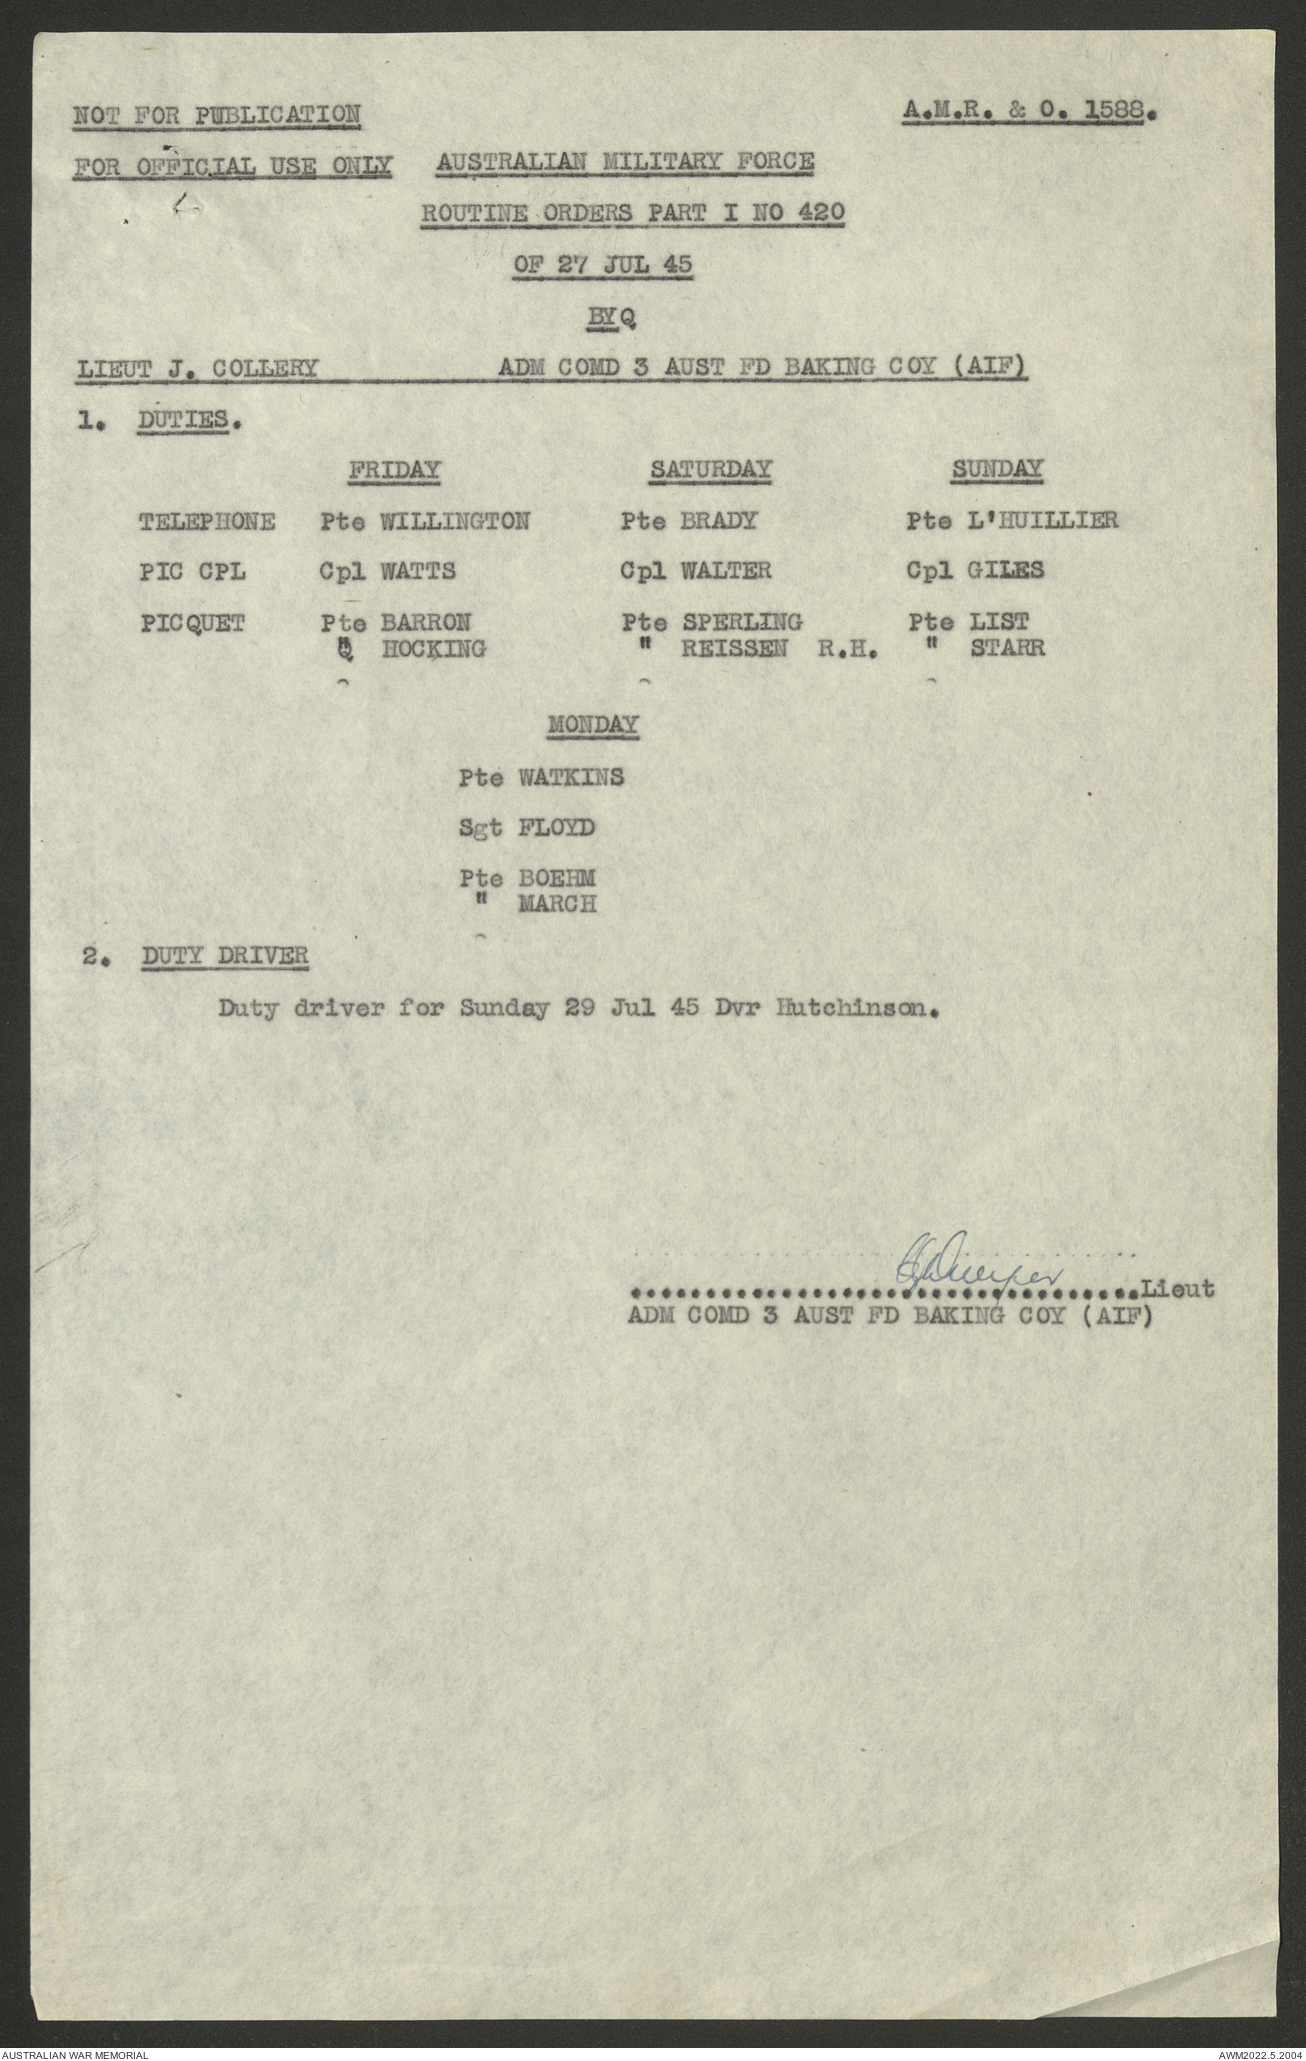 NOT FOR PUBLICATION A.M.R. & O. 1588.
FOR OFFICIAL USE ONLY AUSTRALIAN MILITARY FORCE
ROUTINE ORDERS PART I NO 420
OF 27 JUL 45
BYQ
LIEUT J. COLLERY ADM COMD 3 AUST FD BAKING COY (AIF)
1. DUTIES.
FRIDAY SATURDAY SUNDAY
TELEPHONE Pte WILLINGTON Pte BRADY Pte L'HUILLIER
PIC CPL Cpl WATTS Cpl WALTER Cpl GILES
PICQUET Pte BARRON Pte SPERLING Pte LIST
" HOCKING " REISSEN R.H. " STARR
MONDAY
Pte WATKINS
Sgt FLOYD
Pte BOEHM
" MARCH
2. DUTY DRIVER
Duty driver for Sunday 29 Jul 45 Dvr Hutchinson.
..................................Lieut
ADM COMD 3 AUST FD BAKING COY (AIF)
AUSTRALIAN WAR MEMORIAL AWM2022.5.2004